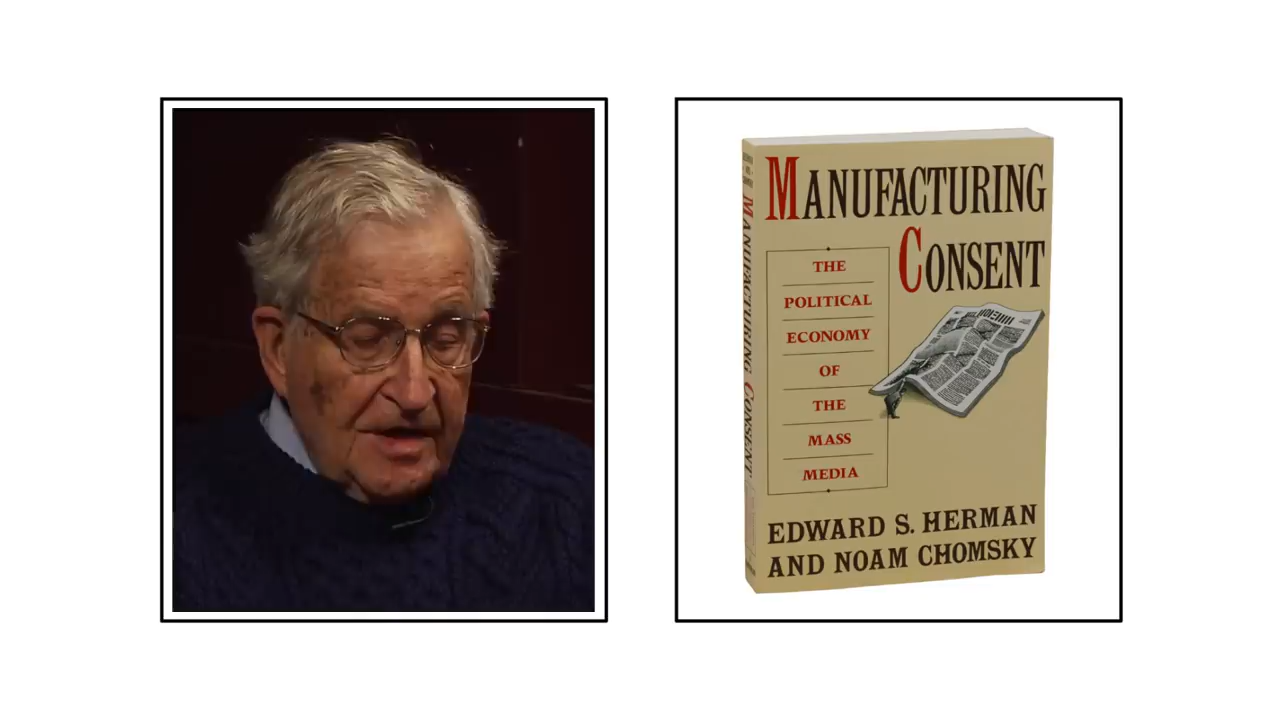 MANUFACTURING
CONSENT
THE
POLITICAL
ECONOMY
OF
THE
MASS
MEDIA
EDWARD S. HERMAN
AND NOAM CHOMSKY
MANUFACTURING CONSENT